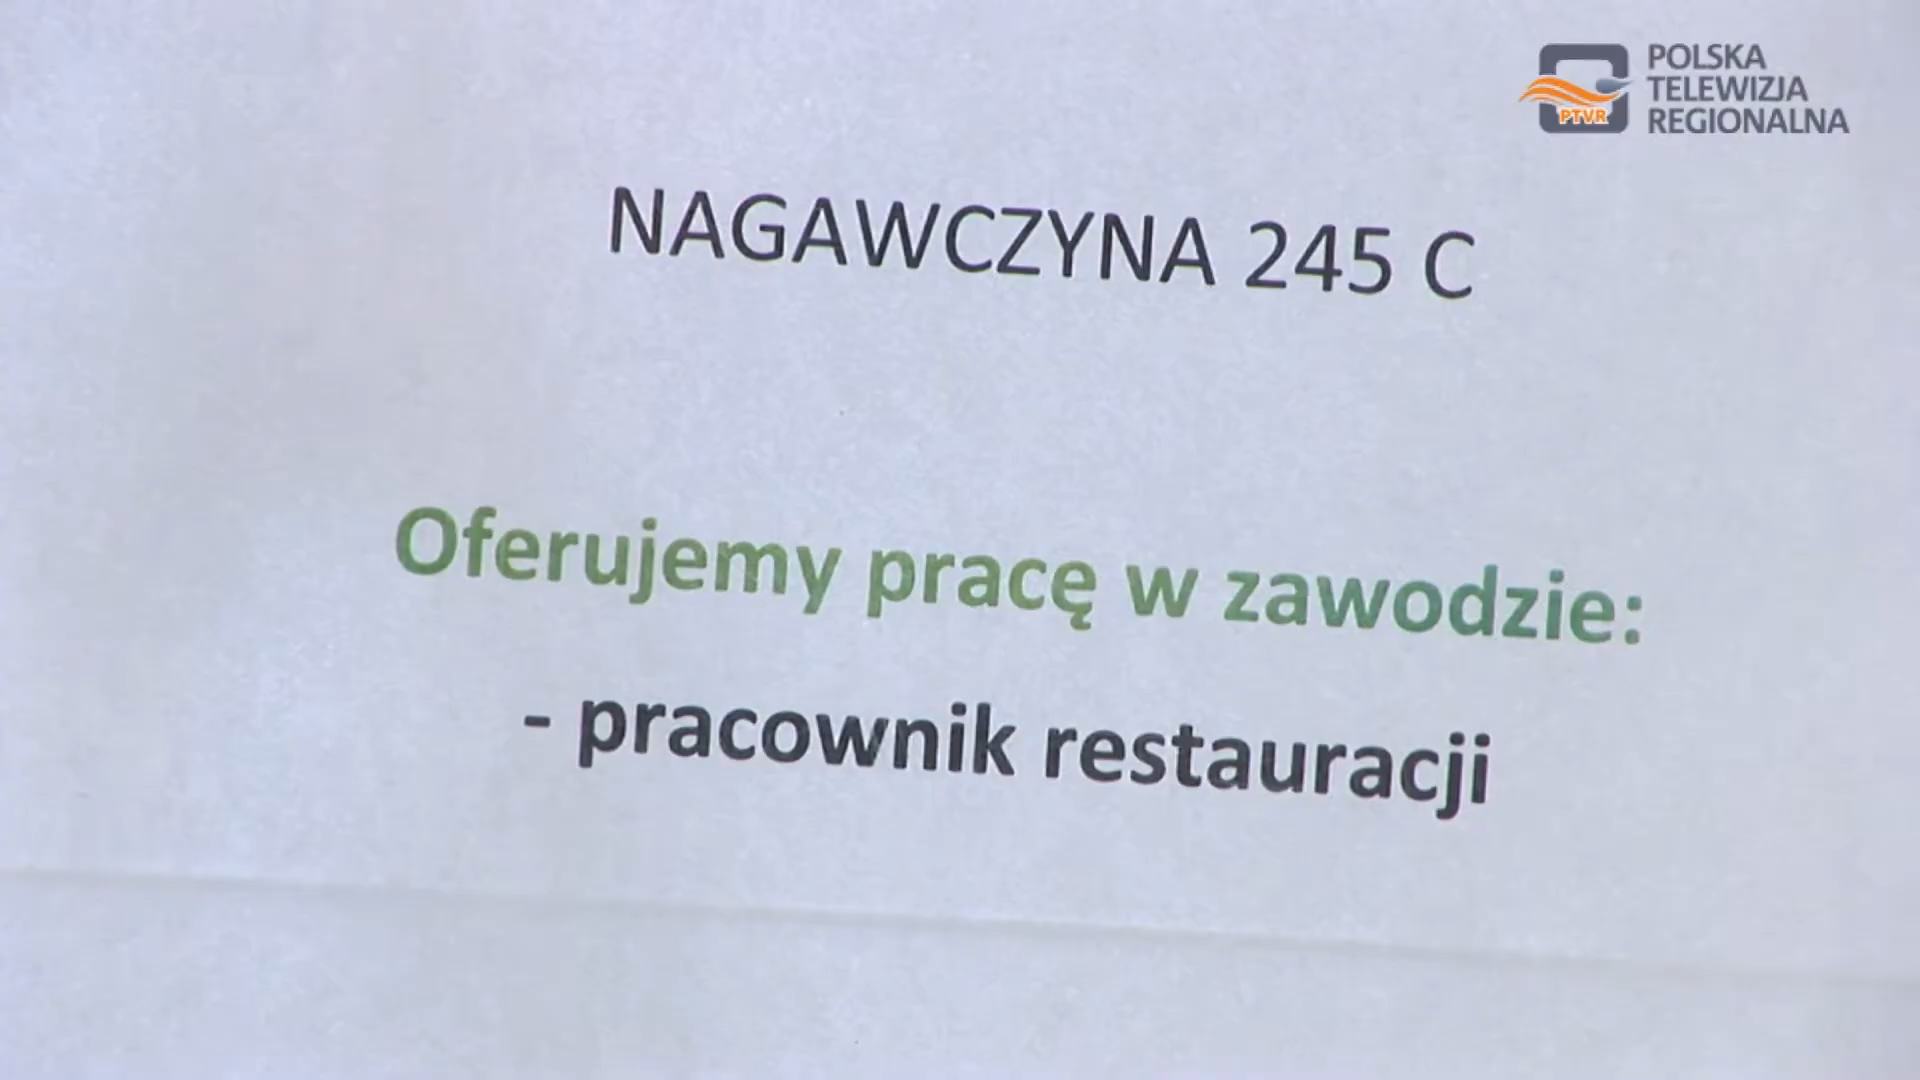 POLSKA
TELEWIZJA
REGIONALNA
PTVR
NAGAWCZYNA 245 C
Oferujemy pracę w zawodzie:
- pracownik restauracji